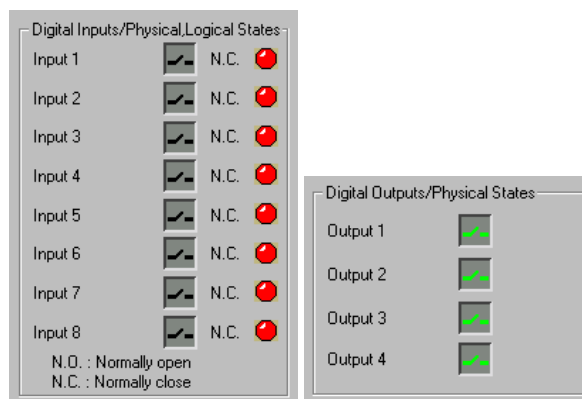 Digital Inputs/Physical,Logical States
Input 1 N.C.
Input 2 N.C.
Input 3 N.C.
Input 4 N.C.
Input 5 N.C.
Input 6 N.C.
Input 7 N.C.
Input 8 N.C.
N.O. : Normally open
N.C. : Normally close
Digital Outputs/Physical States
Output 1
Output 2
Output 3
Output 4